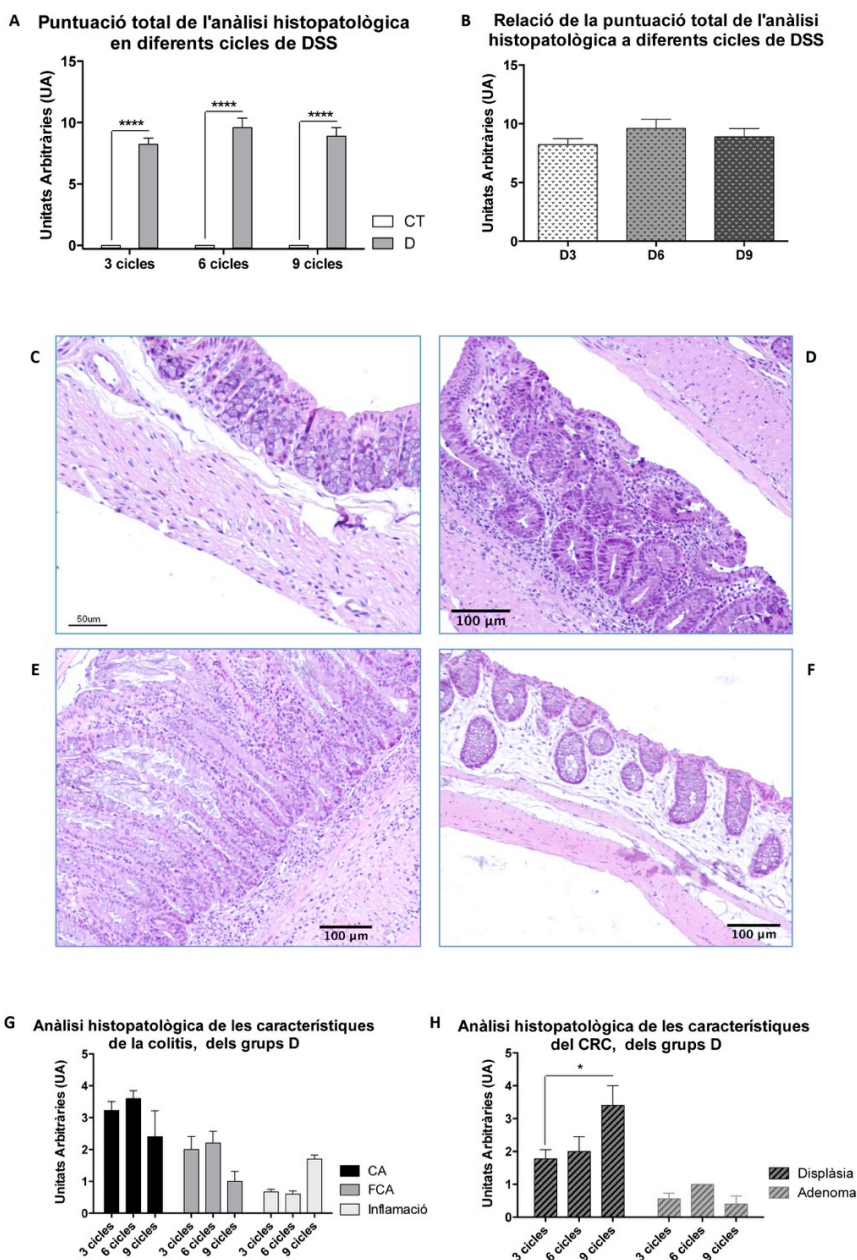 A
Puntuació total de l'anàlisi histopatològica
en diferents cicles de DSS
Unitats Arbitràries (UA)
15
10
5
0
****
****
****
3 cicles
6 cicles
9 cicles
CT
D
B
Relació de la puntuació total de l'anàlisi
histopatològica a diferents cicles de DSS
Unitats Arbitràries (UA)
15
10
5
0
D3
D6
D9
C
50um
D
100 µm
E
100 µm
F
100 µm
G
Anàlisi histopatològica de les característiques
de la colitis, dels grups D
Unitats Arbitràries (UA)
5
4
3
2
1
0
3 cicles
6 cicles
9 cicles
3 cicles
6 cicles
9 cicles
3 cicles
6 cicles
9 cicles
CA
FCA
Inflamació
H
Anàlisi histopatològica de les característiques
del CRC, dels grups D
Unitats Arbitràries (UA)
5
4
3
2
1
0
*
3 cicles
6 cicles
9 cicles
3 cicles
6 cicles
9 cicles
Displàsia
Adenoma